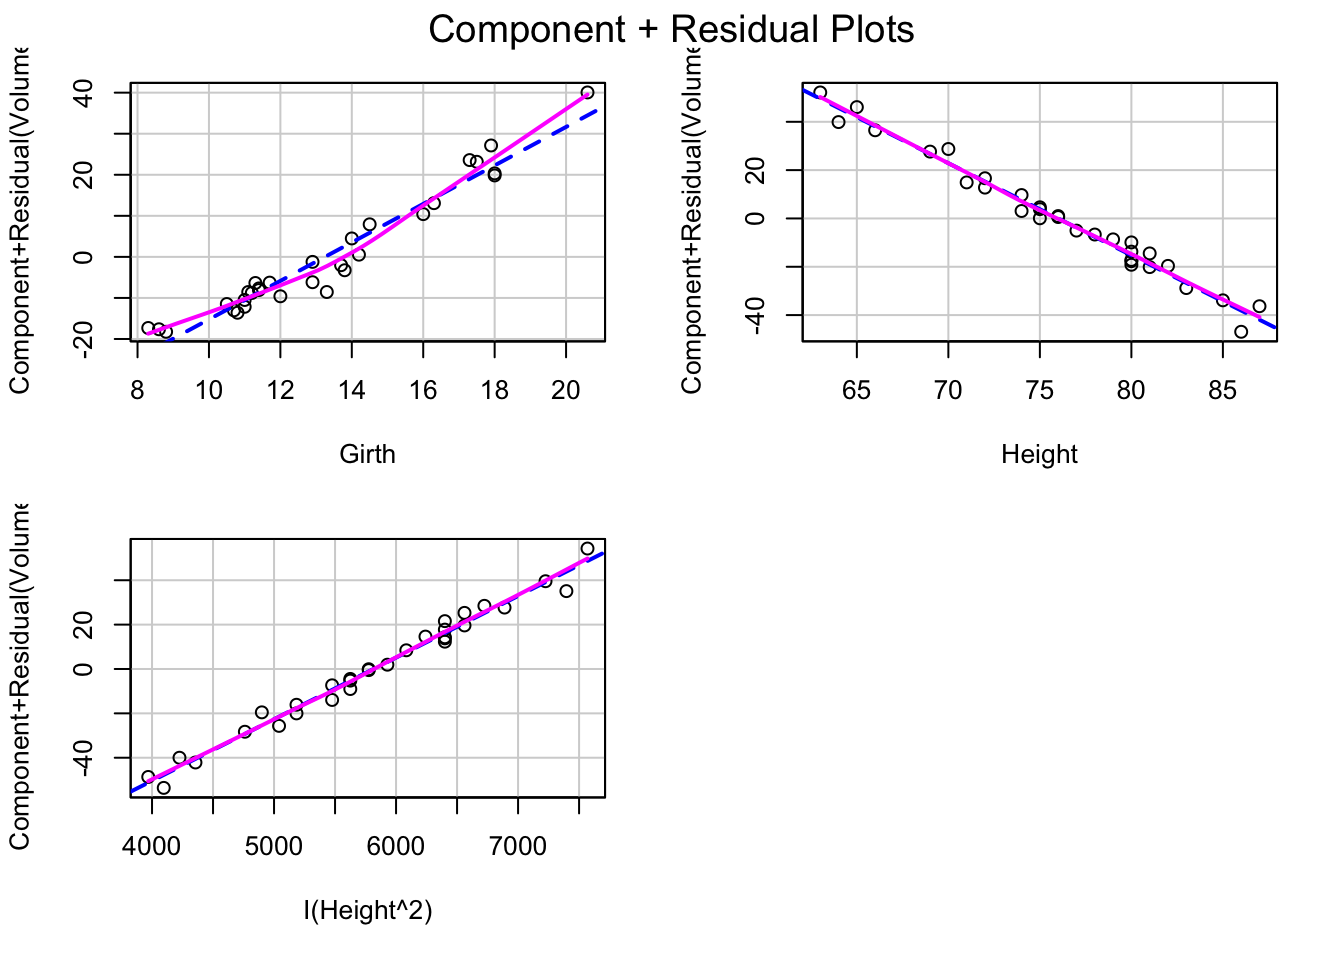 Component + Residual Plots
Component+Residual(Volume
40
20
0
-20
8 10 12 14 16 18 20
Girth
Component+Residual(Volume
20
0
-40
65 70 75 80 85
Height
Component+Residual(Volume
20
0
-40
4000 5000 6000 7000
I(Height^2)